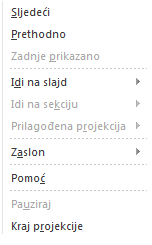 Sljedeći
Prethodno
Zadnje prikazano
Idi na slajd
Idi na sekciju
Prilagođena projekcija
Zaslon
Pomoć
Pauziraj
Kraj projekcije